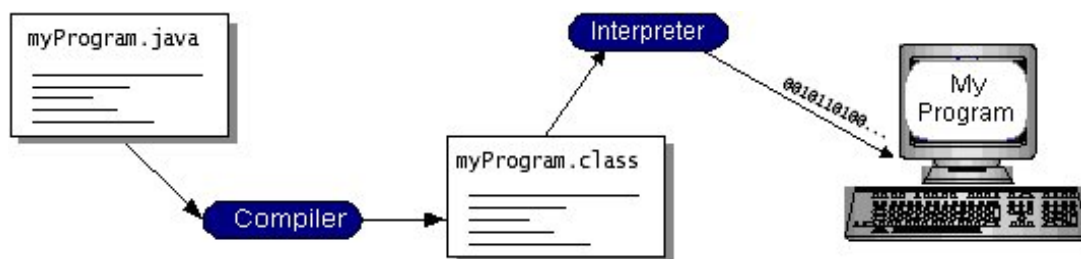 myProgram.java
Compiler
myProgram.class
Interpreter
0010110100...
My
Program